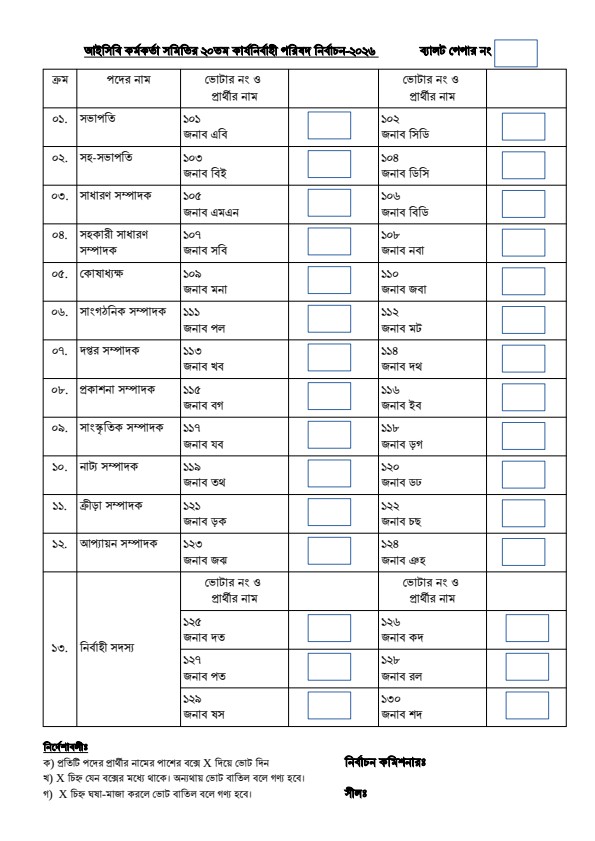 আইসিবি কর্মকর্তা সমিতির ২০তম কার্যনির্বাহী পরিষদ নির্বাচন-২০২৬ ব্যালট পেপার নং
ক্রম পদের নাম ভোটার নং ও ভোটার নং ও
প্রার্থীর নাম প্রার্থীর নাম
০১. সভাপতি ১০১ ১০২
জনাব এবি জনাব সিডি
০২. সহ-সভাপতি ১০৩ ১০৪
জনাব বিই জনাব ডিসি
০৩. সাধারণ সম্পাদক ১০৫ ১০৬
জনাব এমএন জনাব বিডি
০৪. সহকারী সাধারণ ১০৭ ১০৮
সম্পাদক জনাব সবি জনাব নবা
০৫. কোষাধ্যক্ষ ১০৯ ১১০
জনাব মনা জনাব জবা
০৬. সাংগঠনিক সম্পাদক ১১১ ১১২
জনাব পল জনাব মট
০৭. দপ্তর সম্পাদক ১১৩ ১১৪
জনাব খব জনাব দথ
০৮. প্রকাশনা সম্পাদক ১১৫ ১১৬
জনাব বগ জনাব ইব
০৯. সাংস্কৃতিক সম্পাদক ১১৭ ১১৮
জনাব যব জনাব ড়গ
১০. নাট্য সম্পাদক ১১৯ ১২০
জনাব তথ জনাব ডঢ
১১. ক্রীড়া সম্পাদক ১২১ ১২২
জনাব ড়ক জনাব চছ
১২. আপ্যায়ন সম্পাদক ১২৩ ১২৪
জনাব জঝ জনাব ঞহ
ভোটার নং ও ভোটার নং ও
প্রার্থীর নাম প্রার্থীর নাম
১৩. নির্বাহী সদস্য
১২৫ ১২৬
জনাব দত জনাব কদ
১২৭ ১২৮
জনাব পত জনাব রল
১২৯ ১৩০
জনাব ষস জনাব শদ
নির্দেশাবলীঃ
ক) প্রতিটি পদের প্রার্থীর নামের পাশের বক্সে X দিয়ে ভোট দিন নির্বাচন কমিশনারঃ
খ) X চিহ্ন যেন বক্সের মধ্যে থাকে। অন্যথায় ভোট বাতিল বলে গণ্য হবে।
গ) X চিহ্ন ঘষা-মাজা করলে ভোট বাতিল বলে গণ্য হবে। সীলঃ